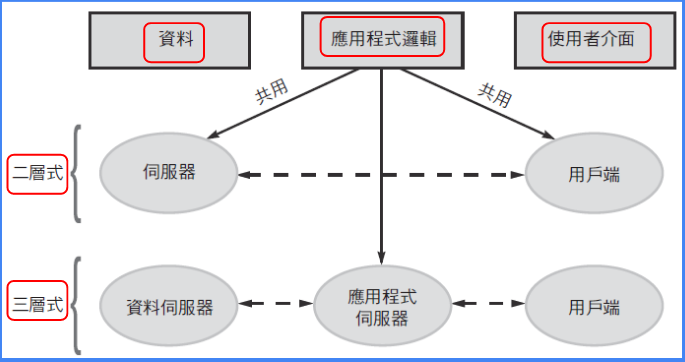 資料
應用程式邏輯
使用者介面
共用
共用
二層式
伺服器
用戶端
三層式
資料伺服器
應用程式
伺服器
用戶端